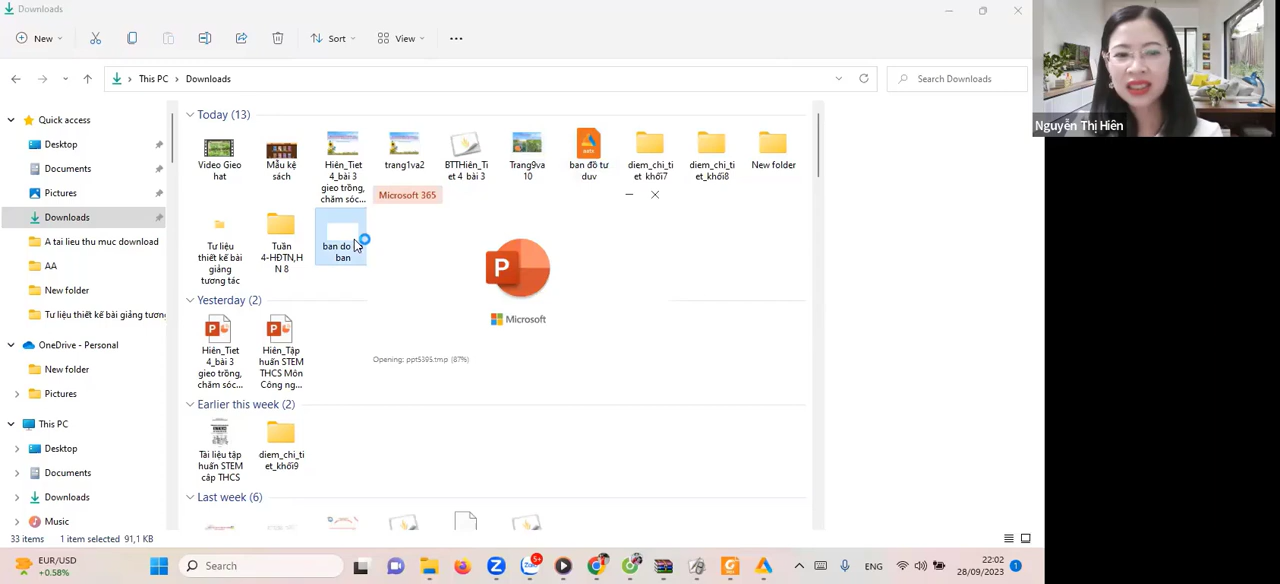 Downloads
New
Sort
View
This PC
Downloads
Search Downloads
Nguyễn Thị Hiên
Quick access
Desktop
Documents
Pictures
Downloads
A tai lieu thu muc download
AA
New folder
Tư liệu thiết kế bài giảng tương
OneDrive - Personal
New folder
Pictures
This PC
Desktop
Documents
Downloads
Music
Today (13)
Video Gieo
hat
Mẫu kệ
sách
Hiên_Tiet
4_bài 3
gieo trồng,
chăm sóc...
trang1va2
BTTHiên_Ti
et 4 bài 3
Trang9va
10
ban đồ tư
duy
diem_chi_ti
et_khối7
diem_chi_ti
et_khối8
New folder
Tư liệu
thiết kế bài
giảng
tương tác
Tuần
4-HĐTN,H
N 8
ban do
ban
Microsoft 365
P
Microsoft
Opening: ppt5395.tmp (87%)
Yesterday (2)
Hiên_Tiet
4_bài 3
gieo trồng,
chăm sóc...
Hiên_Tập
huấn STEM
THCS Môn
Công ng...
Earlier this week (2)
Tài liệu tập
huấn STEM
cấp THCS
diem_chi_ti
et_khối9
Last week (6)
33 items
1 item selected 91,1 KB
EUR/USD
+0.58%
Search
5+
Zalo
ENG
22:02
28/09/2023
1